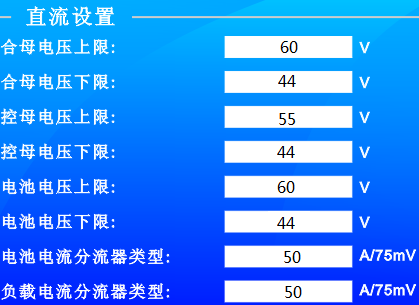 直流设置
合母电压上限: 60 V
合母电压下限: 44 V
控母电压上限: 55 V
控母电压下限: 44 V
电池电压上限: 60 V
电池电压下限: 44 V
电池电流分流器类型: 50 A/75mV
负载电流分流器类型: 50 A/75mV